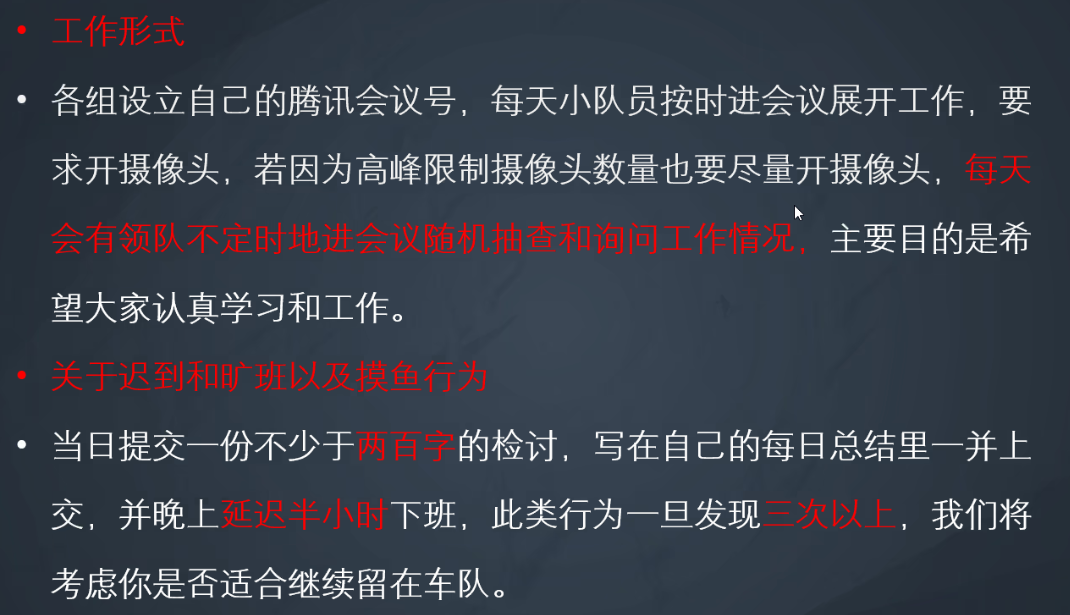 • 工作形式
• 各组设立自己的腾讯会议号，每天小队员按时进会议展开工作，要
求开摄像头，若因为高峰限制摄像头数量也要尽量开摄像头，每天
会有领队不定时地进会议随机抽查和询问工作情况，主要目的是希
望大家认真学习和工作。
• 关于迟到和旷班以及摸鱼行为
• 当日提交一份不少于两百字的检讨，写在自己的每日总结里一并上
交，并晚上延迟半小时下班，此类行为一旦发现三次以上，我们将
考虑你是否适合继续留在车队。